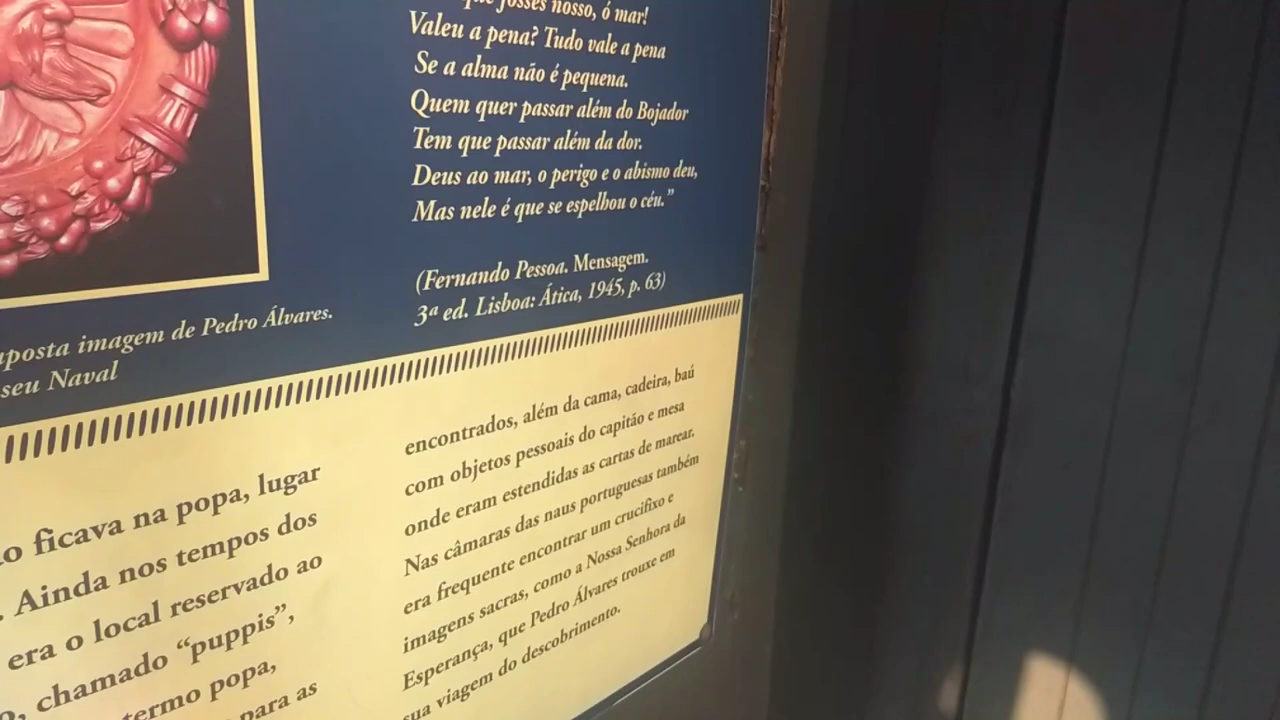 fosses nosso, ó mar!
Valeu a pena? Tudo vale a pena
Se a alma não é pequena.
Quem quer passar além do Bojador
Tem que passar além da dor.
Deus ao mar, o perigo e o abismo deu,
Mas nele é que se espelhou o céu.”
(Fernando Pessoa. Mensagem.
3ª ed. Lisboa: Ática, 1945, p. 63)
imagem de Pedro Álvares.
Naval
ficava na popa, lugar
. Ainda nos tempos dos
era o local reservado ao
chamado “puppis”,
termo popa,
para as
encontrados, além da cama, cadeira, baú
com objetos pessoais do capitão e mesa
onde eram estendidas as cartas de marear.
Nas câmaras das naus portuguesas também
era frequente encontrar um crucifixo e
imagens sacras, como a Nossa Senhora da
Esperança, que Pedro Álvares trouxe em
sua viagem do descobrimento.